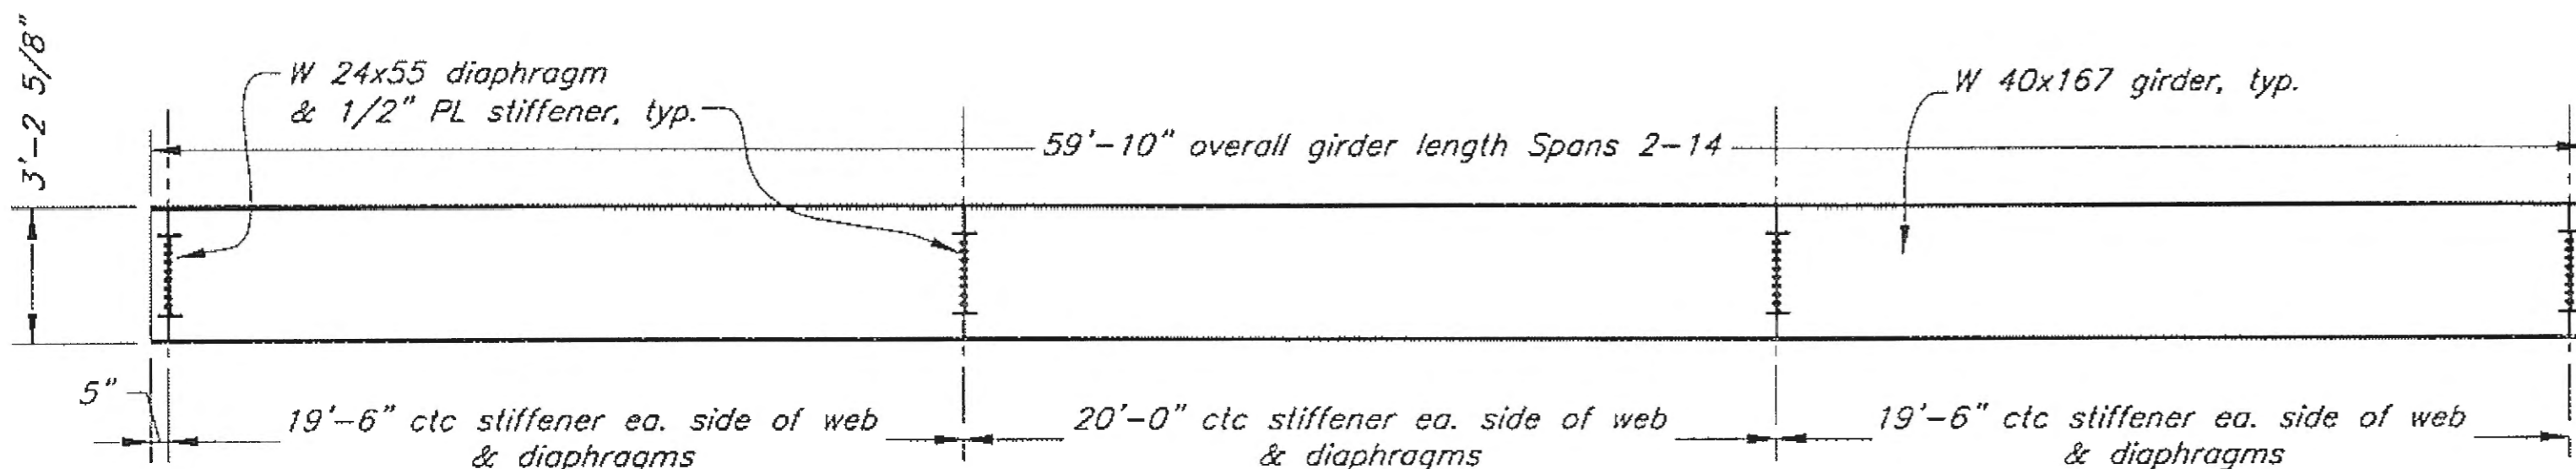 3'-2 5/8"
W 24x55 diaphragm
& 1/2" PL stiffener, typ.
W 40x167 girder, typ.
59'-10" overall girder length Spans 2-14
5"
19'-6" ctc stiffener ea. side of web
& diaphragms
20'-0" ctc stiffener ea. side of web
& diaphragms
19'-6" ctc stiffener ea. side of web
& diaphragms